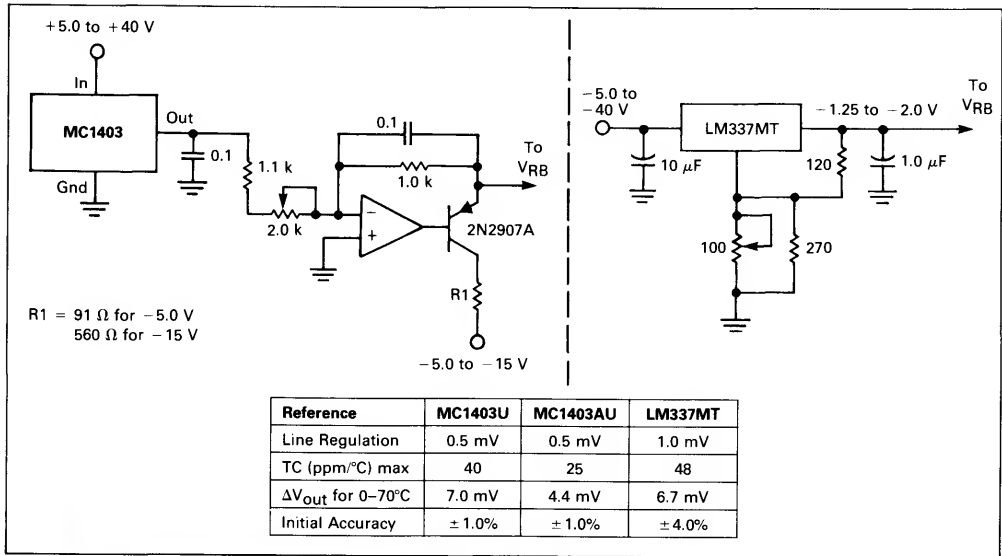 +5.0 to +40 V
In
MC1403
Out
Gnd
0.1
1.1 k
2.0 k
0.1
1.0 k
−
+
To
VRB
2N2907A
R1
−5.0 to −15 V
R1 = 91 Ω for −5.0 V
560 Ω for −15 V
−5.0 to
−40 V
LM337MT
−1.25 to −2.0 V
To
VRB
10 μF
120
1.0 μF
100
270
Reference MC1403U MC1403AU LM337MT
Line Regulation 0.5 mV 0.5 mV 1.0 mV
TC (ppm/°C) max 40 25 48
ΔVout for 0–70°C 7.0 mV 4.4 mV 6.7 mV
Initial Accuracy ±1.0% ±1.0% ±4.0%